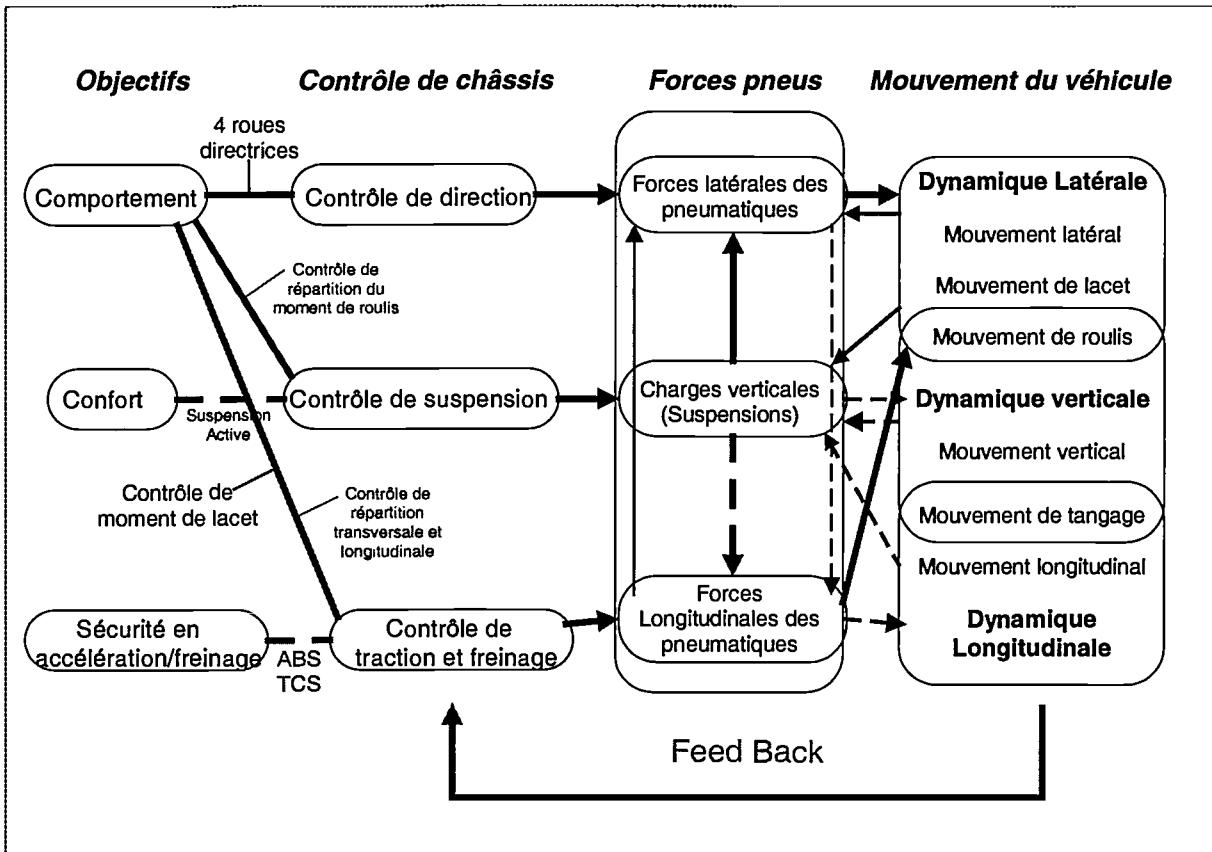 Objectifs
Contrôle de châssis
Forces pneus
Mouvement du véhicule
4 roues
directrices
Comportement
Contrôle de direction
Forces latérales des
pneumatiques
Dynamique Latérale
Mouvement latéral
Mouvement de lacet
Contrôle de
répartition du
moment de roulis
Mouvement de roulis
Confort
Suspension
Active
Contrôle de suspension
Charges verticales
(Suspensions)
Dynamique verticale
Mouvement vertical
Contrôle de
moment de lacet
Contrôle de
répartition
transversale et
longitudinale
Mouvement de tangage
Mouvement longitudinal
Sécurité en
accélération/freinage
ABS
TCS
Contrôle de
traction et freinage
Forces
Longitudinales des
pneumatiques
Dynamique
Longitudinale
Feed Back